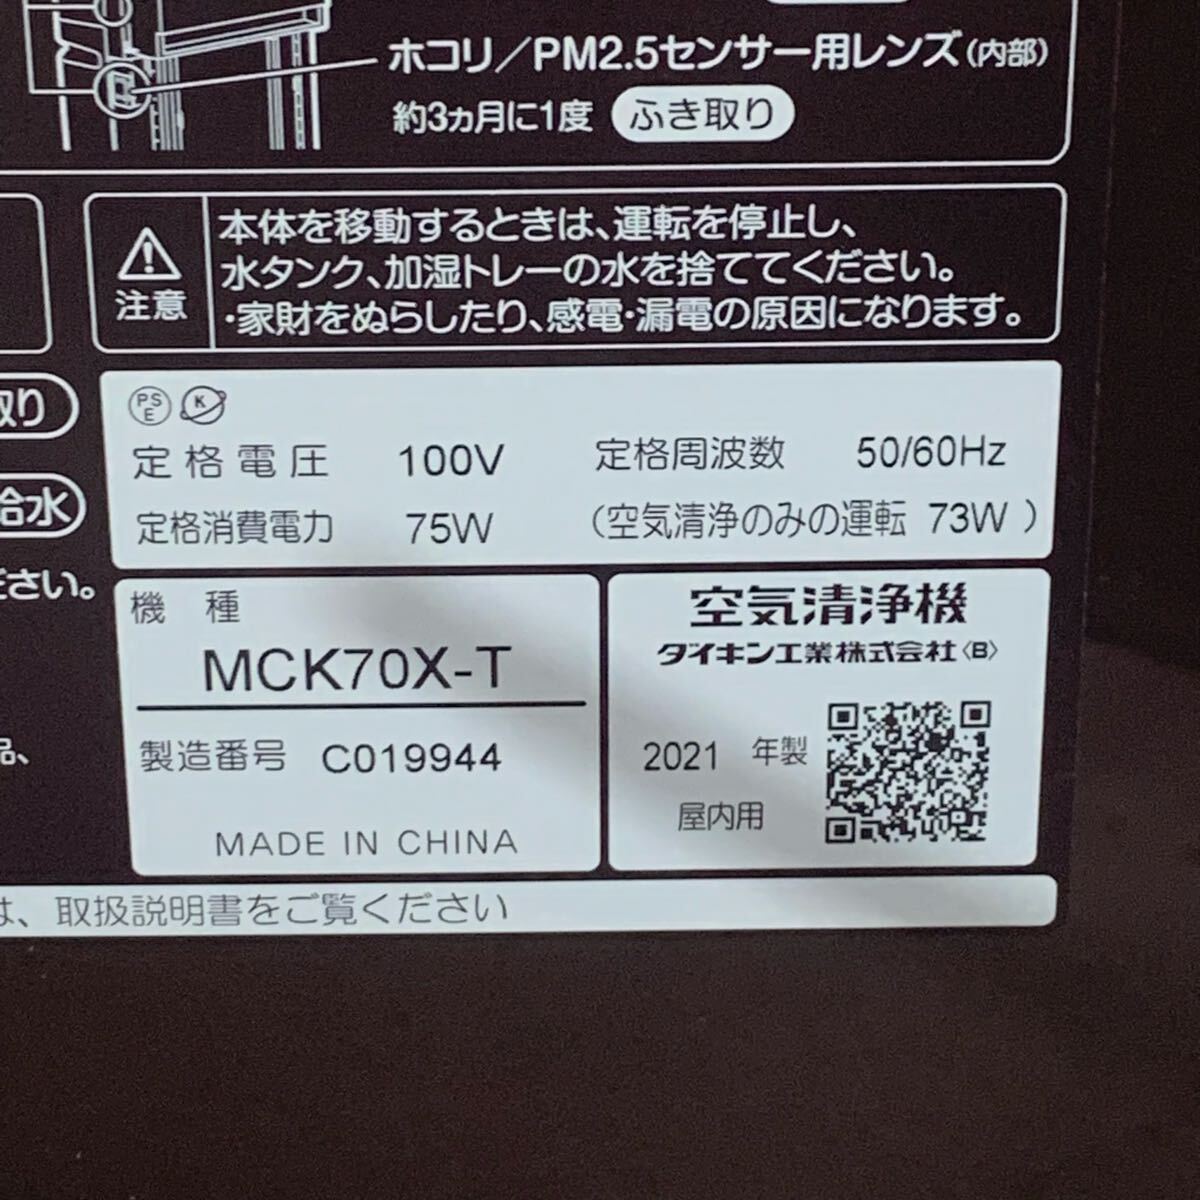 ホコリ／PM2.5センサー用レンズ（内部）
約3ヵ月に1度 ふき取り
注意
本体を移動するときは、運転を停止し、
水タンク、加湿トレーの水を捨ててください。
・家財をぬらしたり、感電・漏電の原因になります。
取り
給水
ださい。
品、
PSE K
定格電圧 100V 定格周波数 50/60Hz
定格消費電力 75W （空気清浄のみの運転 73W ）
機種
MCK70X-T
製造番号 C019944
MADE IN CHINA
空気清浄機
ダイキン工業株式会社〈B〉
2021 年製
屋内用
は、取扱説明書をご覧ください